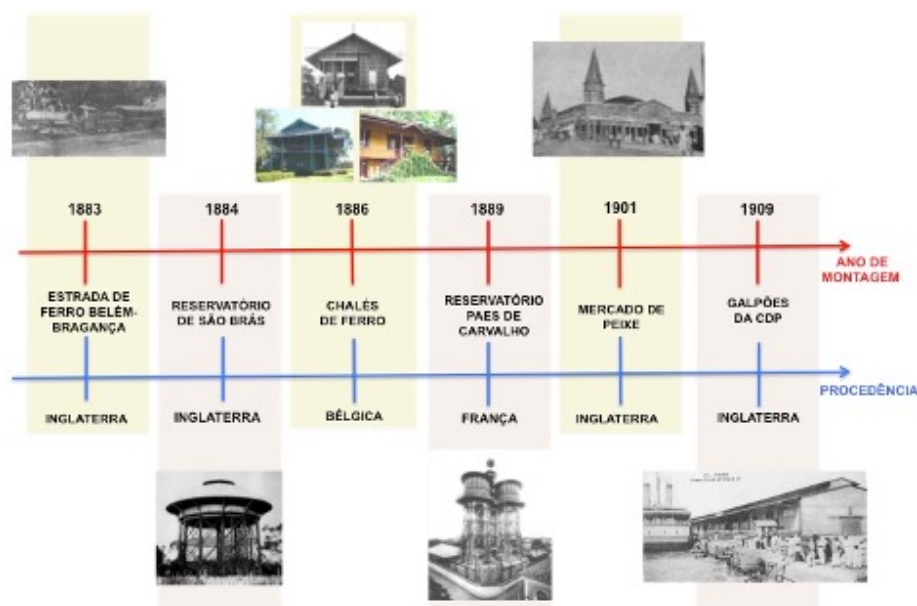 1883
1884
1886
1889
1901
1909
ANO DE
MONTAGEM
ESTRADA DE
FERRO BELÉM-
BRAGANÇA
RESERVATÓRIO
DE SÃO BRÁS
CHALÉS
DE FERRO
RESERVATÓRIO
PAES DE
CARVALHO
MERCADO DE
PEIXE
GALPÕES
DA CDP
PROCEDÊNCIA
INGLATERRA
INGLATERRA
BÉLGICA
FRANÇA
INGLATERRA
INGLATERRA